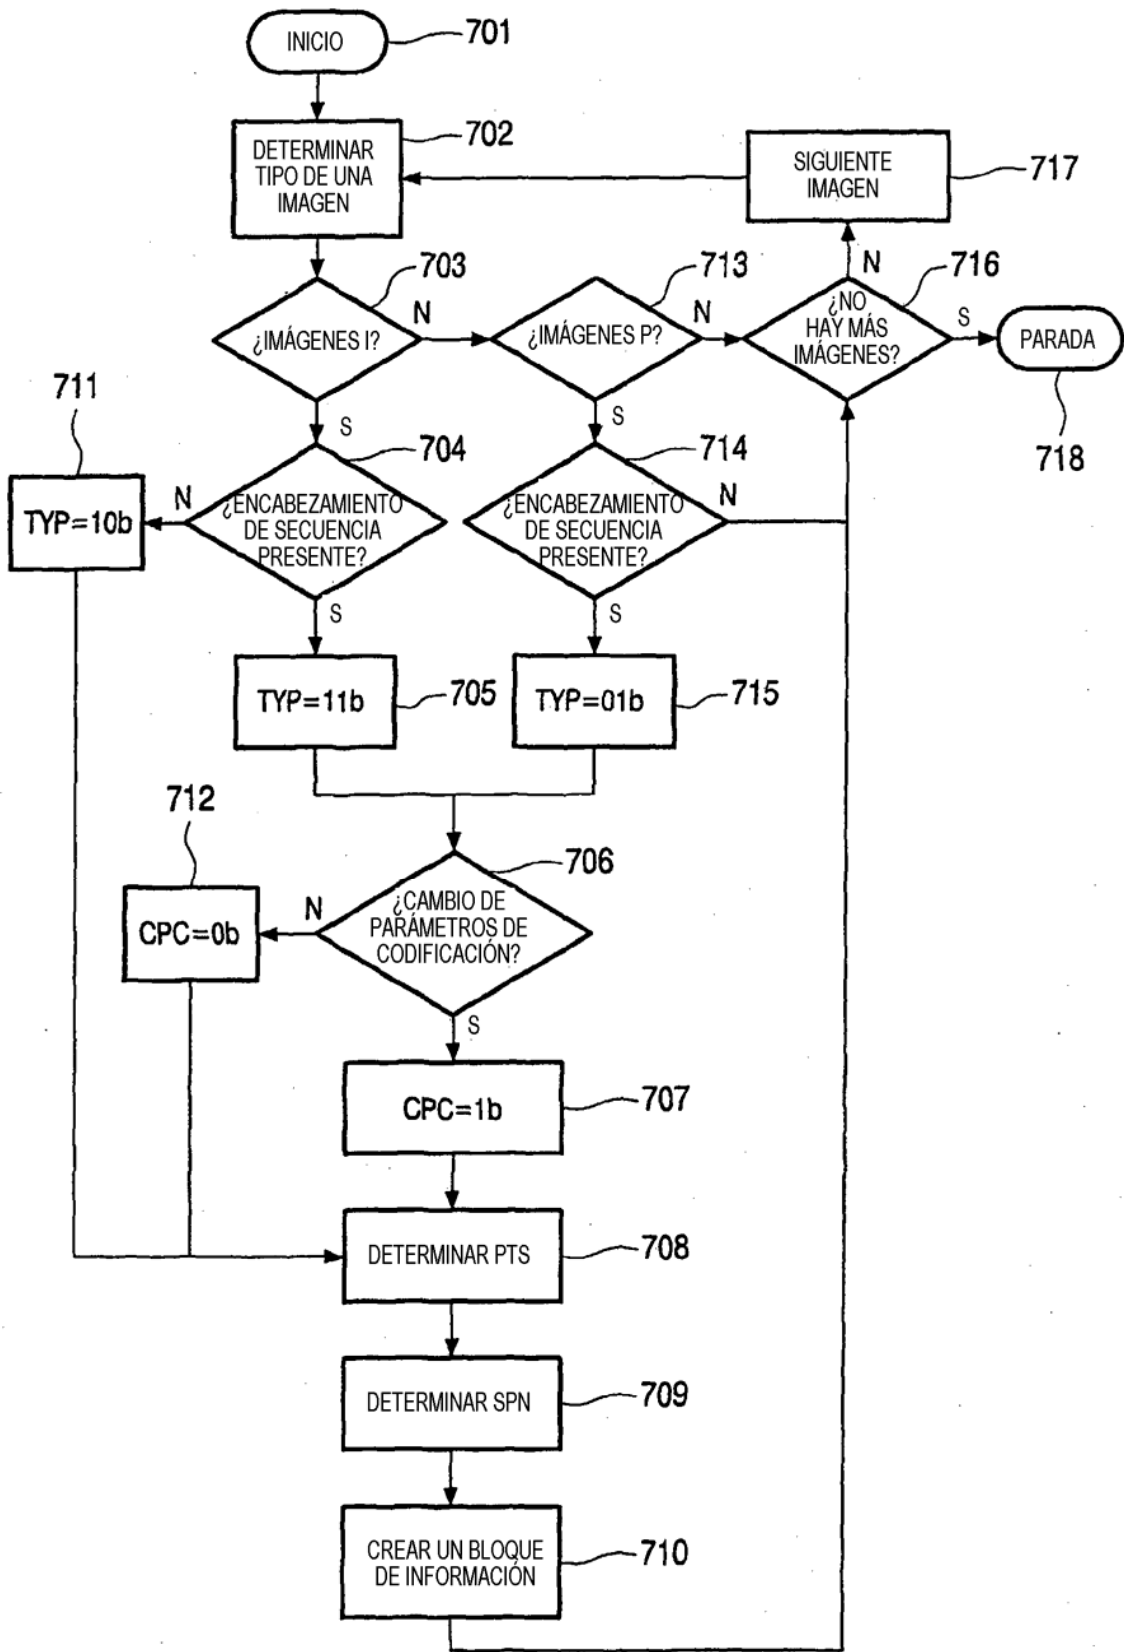 INICIO
701
DETERMINAR
TIPO DE UNA
IMAGEN
702
SIGUIENTE
IMAGEN
717
703
¿IMÁGENES I?
N
S
713
¿IMÁGENES P?
N
S
716
¿NO
HAY MÁS
IMÁGENES?
N
S
PARADA
718
711
TYP=10b
704
¿ENCABEZAMIENTO
DE SECUENCIA
PRESENTE?
N
S
714
¿ENCABEZAMIENTO
DE SECUENCIA
PRESENTE?
N
S
TYP=11b
705
TYP=01b
715
712
CPC=0b
706
¿CAMBIO DE
PARÁMETROS DE
CODIFICACIÓN?
N
S
CPC=1b
707
DETERMINAR PTS
708
DETERMINAR SPN
709
CREAR UN BLOQUE
DE INFORMACIÓN
710